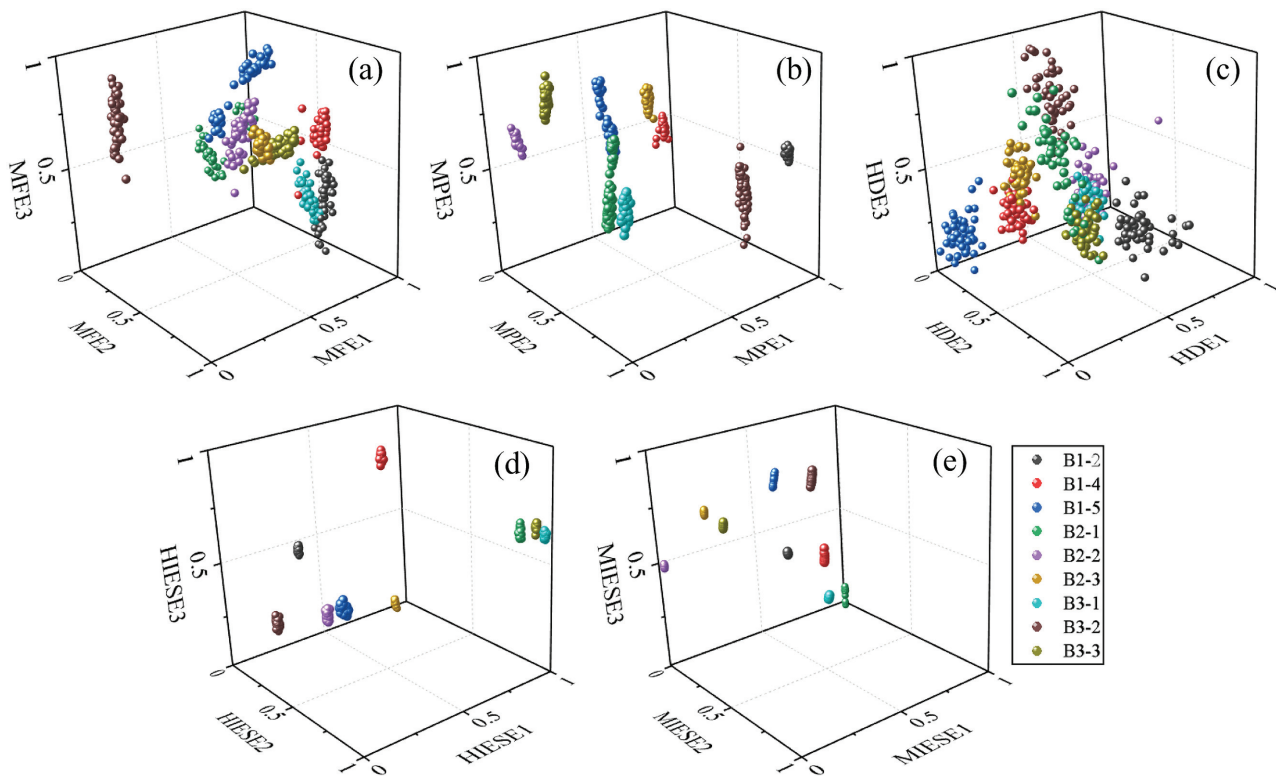 (a)
1
0.5
MFE3
0
0.5
MFE2
1
0
0.5
MFE1
1
(b)
1
0.5
MPE3
0
0.5
MPE2
1
0
0.5
MPE1
1
(c)
1
0.5
HDE3
0
0.5
HDE2
1
0
0.5
HDE1
1
(d)
1
0.5
HIESE3
0
0.5
HIESE2
1
0
0.5
HIESE1
1
(e)
1
0.5
MIESE3
0
0.5
MIESE2
1
0
0.5
MIESE1
1
B1-2
B1-4
B1-5
B2-1
B2-2
B2-3
B3-1
B3-2
B3-3